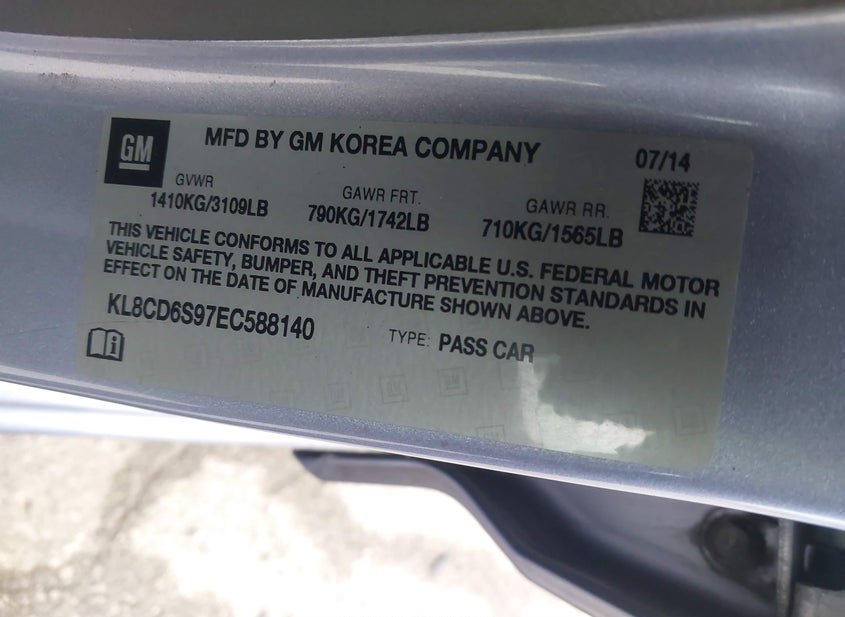 GM
MFD BY GM KOREA COMPANY
07/14
GVWR
1410KG/3109LB
GAWR FRT.
790KG/1742LB
GAWR RR.
710KG/1565LB
THIS VEHICLE CONFORMS TO ALL APPLICABLE U.S. FEDERAL MOTOR
VEHICLE SAFETY, BUMPER, AND THEFT PREVENTION STANDARDS IN
EFFECT ON THE DATE OF MANUFACTURE SHOWN ABOVE.
KL8CD6S97EC588140
TYPE: PASS CAR